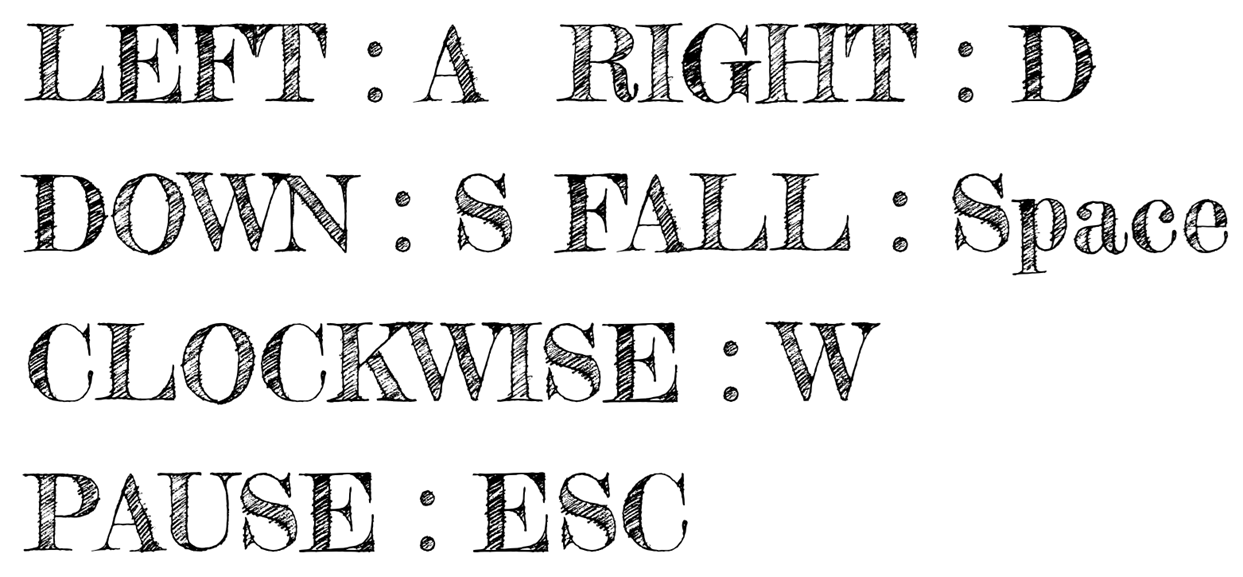 LEFT : A RIGHT : D
DOWN : S FALL : Space
CLOCKWISE : W
PAUSE : ESC